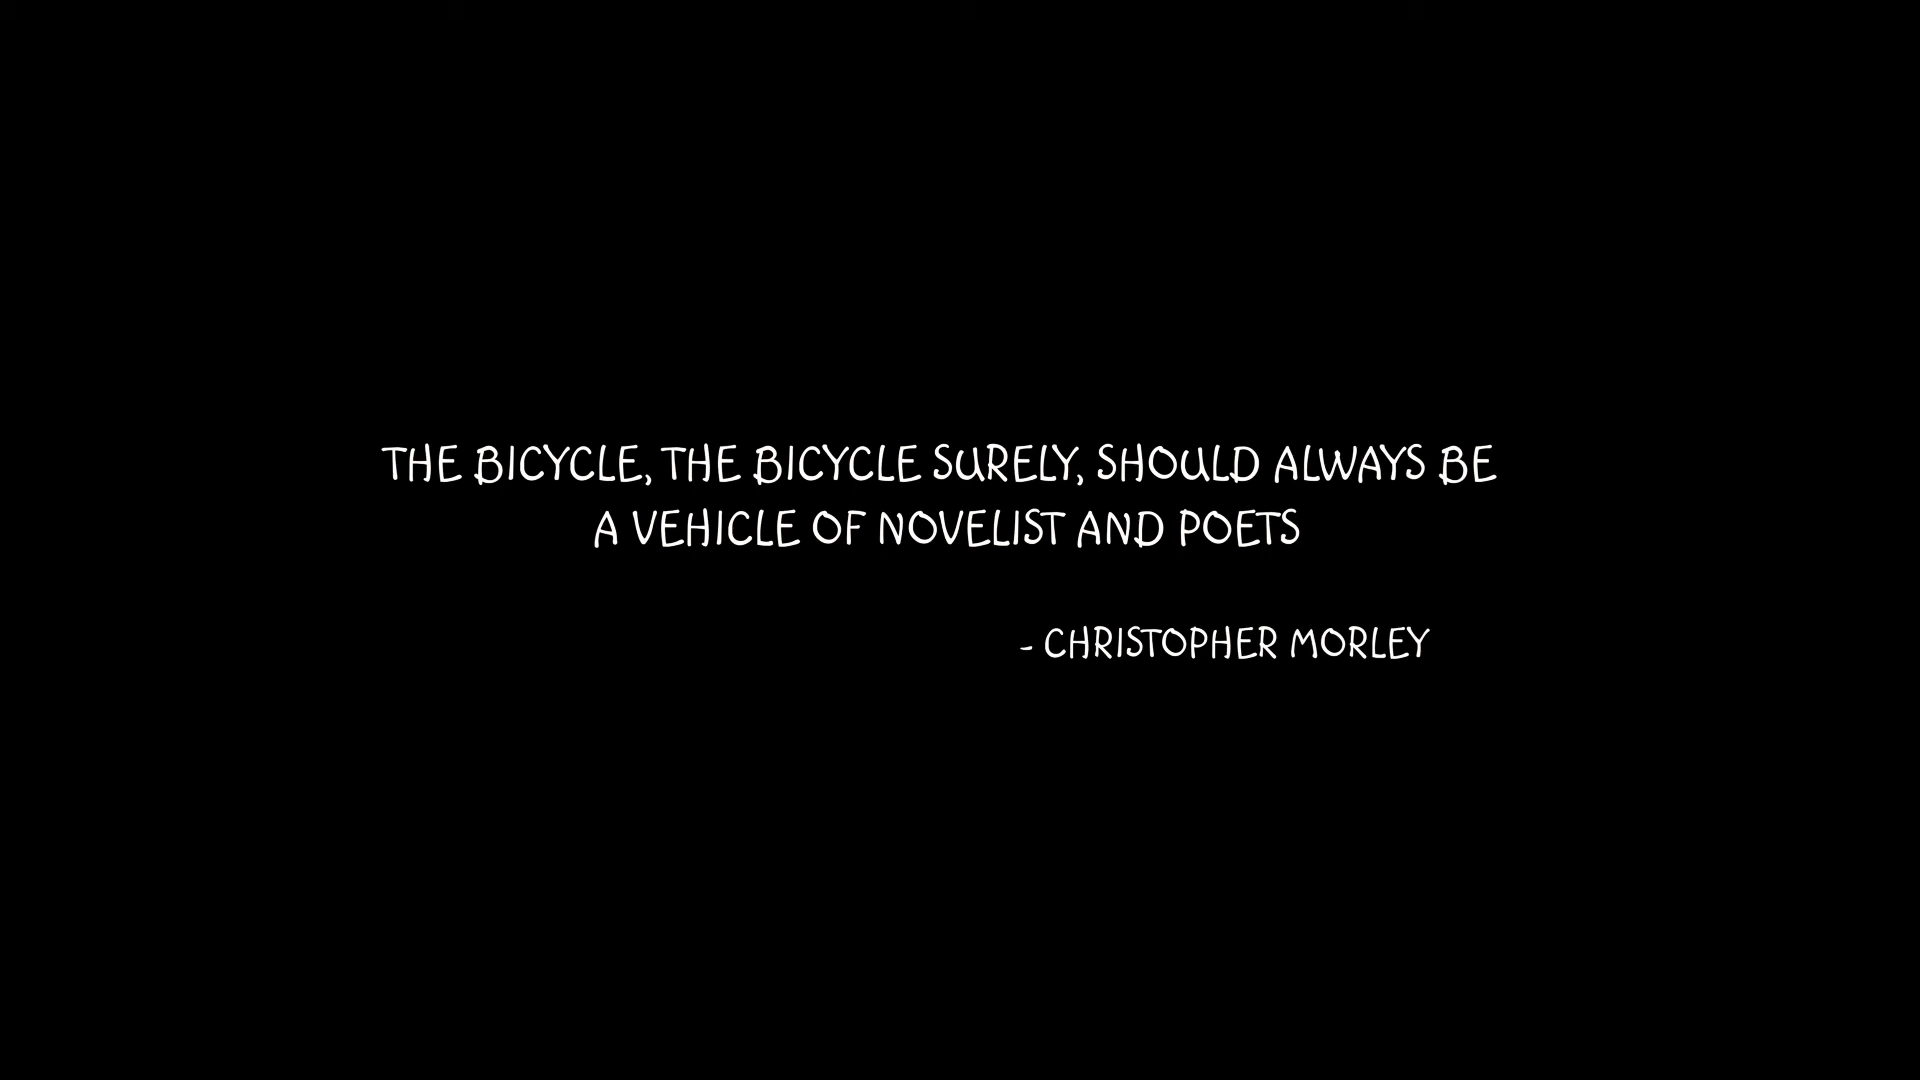 THE BICYCLE, THE BICYCLE SURELY, SHOULD ALWAYS BE
A VEHICLE OF NOVELIST AND POETS
- CHRISTOPHER MORLEY